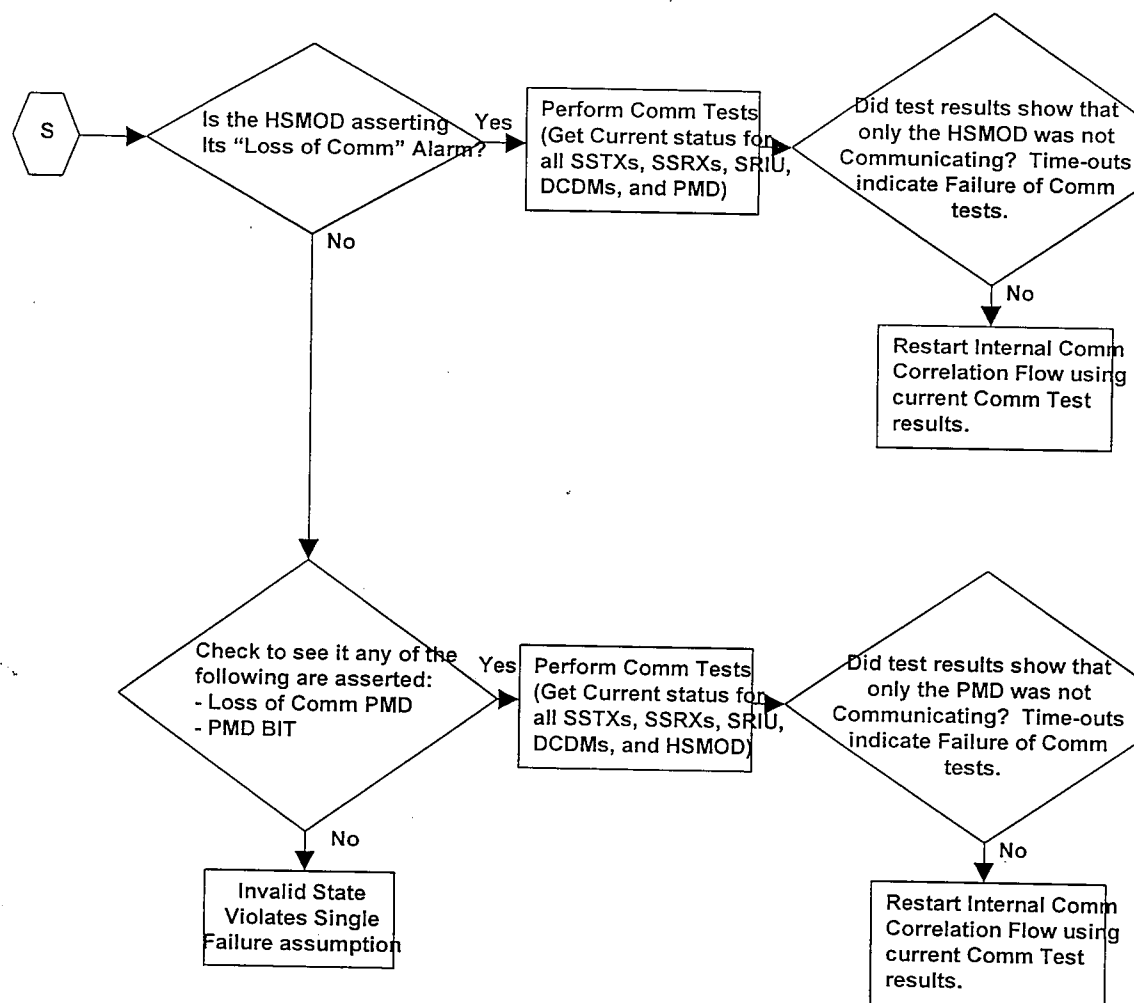 S
Is the HSMOD asserting
Its “Loss of Comm” Alarm?
Yes
No
Perform Comm Tests
(Get Current status for
all SSTXs, SSRXs, SRIU,
DCDMs, and PMD)
Did test results show that
only the HSMOD was not
Communicating? Time-outs
indicate Failure of Comm
tests.
No
Restart Internal Comm
Correlation Flow using
current Comm Test
results.
Check to see it any of the
following are asserted:
- Loss of Comm PMD
- PMD BIT
Yes
No
Invalid State
Violates Single
Failure assumption
Perform Comm Tests
(Get Current status for
all SSTXs, SSRXs, SRIU,
DCDMs, and HSMOD)
Did test results show that
only the PMD was not
Communicating? Time-outs
indicate Failure of Comm
tests.
No
Restart Internal Comm
Correlation Flow using
current Comm Test
results.